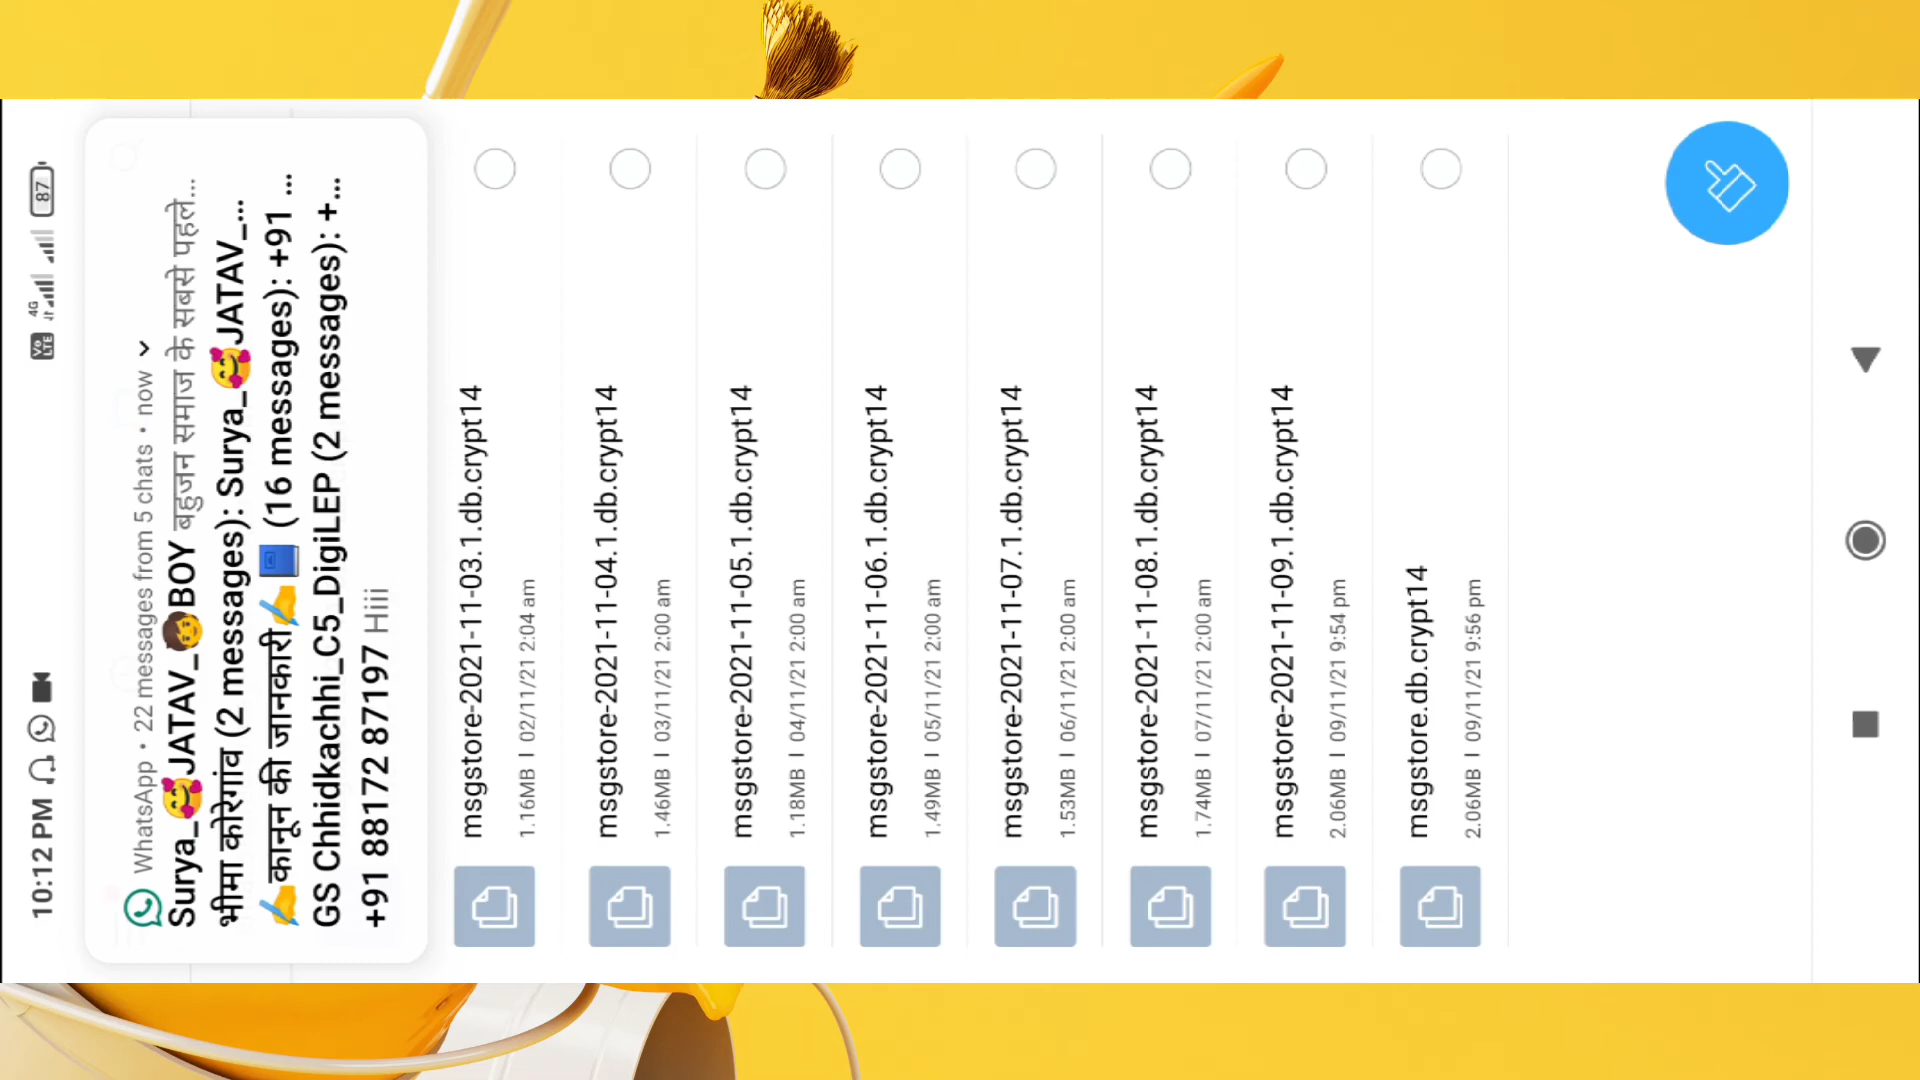 10:12 PM
4G
Vo LTE
87
WhatsApp • 22 messages from 5 chats • now
Surya_🥰JATAV_👦BOY बहुजन समाज के सबसे पहले...
भीमा कोरेगांव (2 messages): Surya_🥰JATAV_...
✍️कानून की जानकारी✍️📘 (16 messages): +91 ...
GS Chhidkachhi_C5_DigiLEP (2 messages): +...
+91 88172 87197 Hiii
msgstore-2021-11-03.1.db.crypt14
1.16MB | 02/11/21 2:04 am
msgstore-2021-11-04.1.db.crypt14
1.46MB | 03/11/21 2:00 am
msgstore-2021-11-05.1.db.crypt14
1.18MB | 04/11/21 2:00 am
msgstore-2021-11-06.1.db.crypt14
1.49MB | 05/11/21 2:00 am
msgstore-2021-11-07.1.db.crypt14
1.53MB | 06/11/21 2:00 am
msgstore-2021-11-08.1.db.crypt14
1.74MB | 07/11/21 2:00 am
msgstore-2021-11-09.1.db.crypt14
2.06MB | 09/11/21 9:54 pm
msgstore.db.crypt14
2.06MB | 09/11/21 9:56 pm